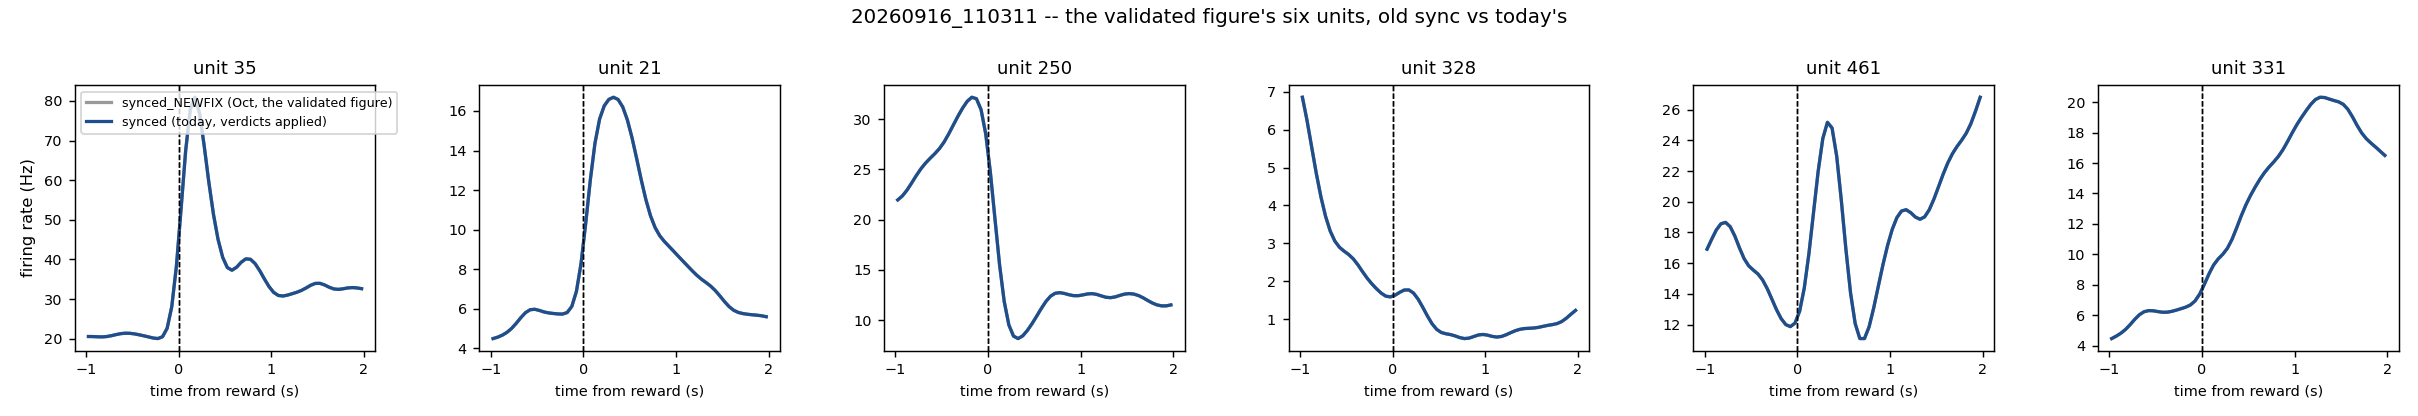 20260916_110311 -- the validated figure's six units, old sync vs today's
unit 35
synced_NEWFIX (Oct, the validated figure)
synced (today, verdicts applied)
firing rate (Hz)
80
70
60
50
40
30
20
−1 0 1 2
time from reward (s)
unit 21
16
14
12
10
8
6
4
−1 0 1 2
time from reward (s)
unit 250
30
25
20
15
10
−1 0 1 2
time from reward (s)
unit 328
7
6
5
4
3
2
1
−1 0 1 2
time from reward (s)
unit 461
26
24
22
20
18
16
14
12
−1 0 1 2
time from reward (s)
unit 331
20
18
16
14
12
10
8
6
4
−1 0 1 2
time from reward (s)